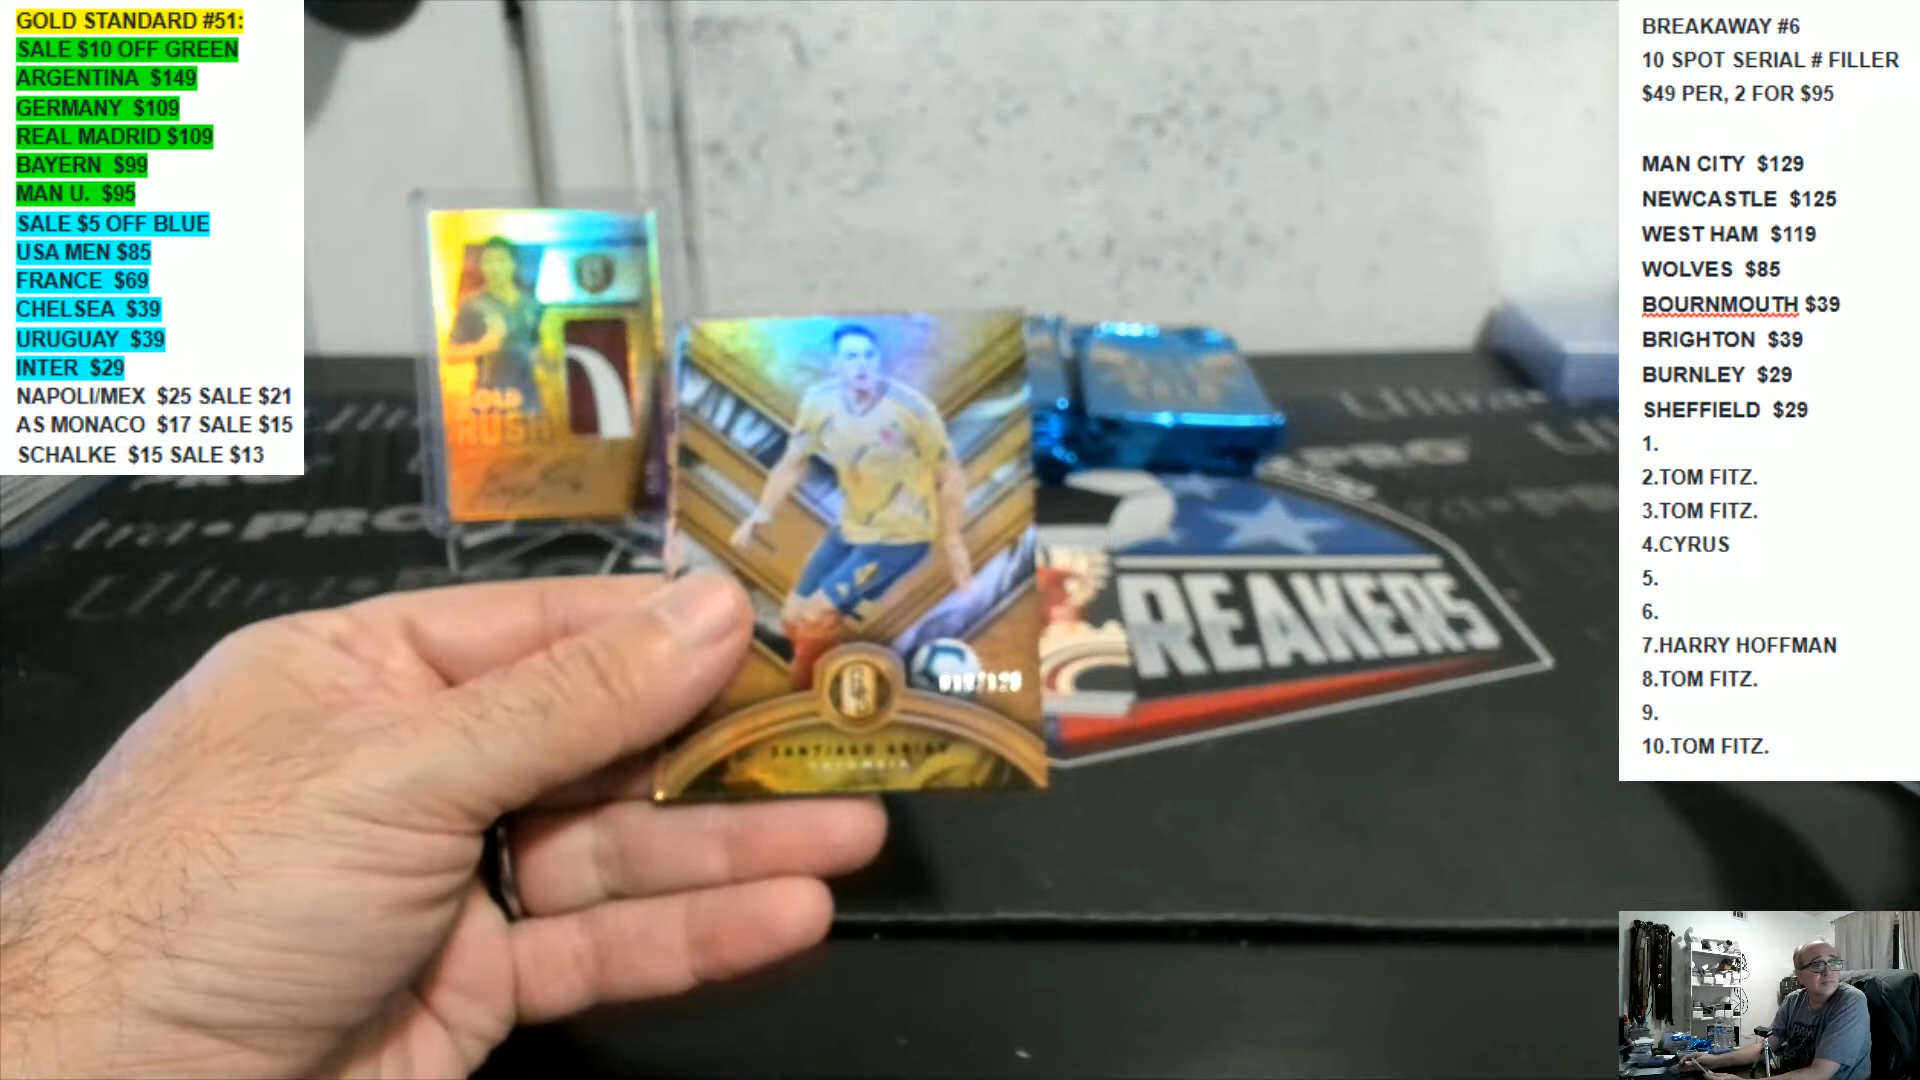 GOLD STANDARD #51:
SALE $10 OFF GREEN
ARGENTINA $149
GERMANY $109
REAL MADRID $109
BAYERN $99
MAN U. $95
SALE $5 OFF BLUE
USA MEN $85
FRANCE $69
CHELSEA $39
URUGUAY $39
INTER $29
NAPOLI/MEX $25 SALE $21
AS MONACO $17 SALE $15
SCHALKE $15 SALE $13
BREAKAWAY #6
10 SPOT SERIAL # FILLER
$49 PER, 2 FOR $95
MAN CITY $129
NEWCASTLE $125
WEST HAM $119
WOLVES $85
BOURNMOUTH $39
BRIGHTON $39
BURNLEY $29
SHEFFIELD $29
1.
2.TOM FITZ.
3.TOM FITZ.
4.CYRUS
5.
6.
7.HARRY HOFFMAN
8.TOM FITZ.
9.
10.TOM FITZ.
GOLD
RUSH
SANTIAGO ARIAS
COLOMBIA
REAKERS